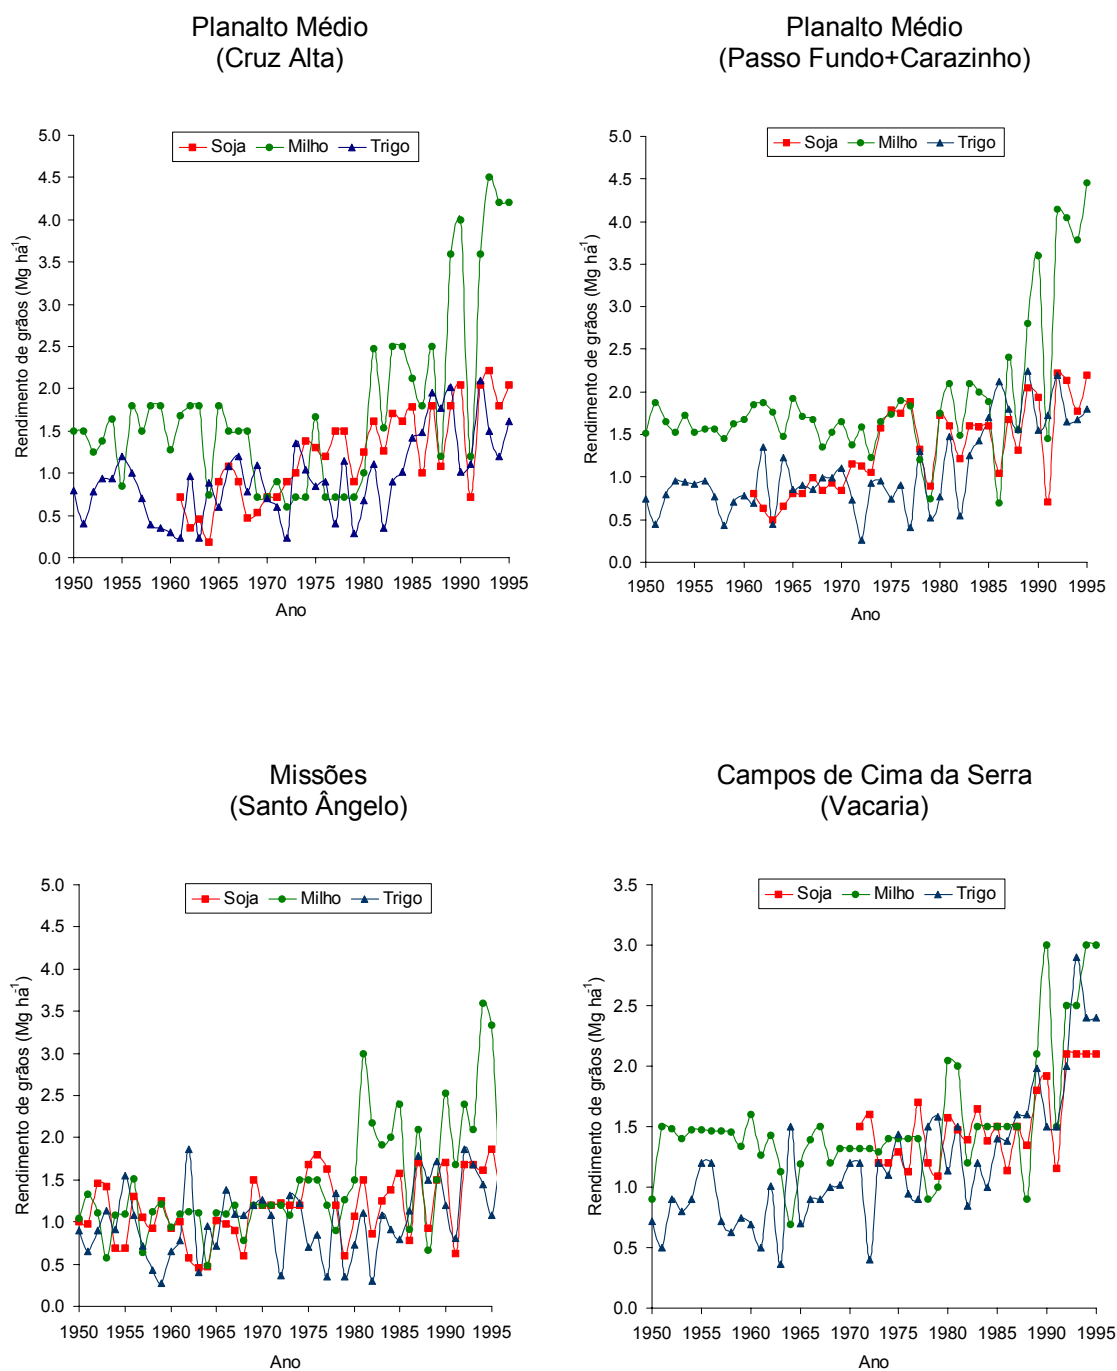 Planalto Médio
(Cruz Alta)
Rendimento de grãos (Mg há-1)
5.0
4.5
4.0
3.5
3.0
2.5
2.0
1.5
1.0
0.5
0.0
Soja Milho Trigo
1950 1955 1960 1965 1970 1975 1980 1985 1990 1995
Ano
Planalto Médio
(Passo Fundo+Carazinho)
Rendimento de grãos (Mg há-1)
5.0
4.5
4.0
3.5
3.0
2.5
2.0
1.5
1.0
0.5
0.0
Soja Milho Trigo
1950 1955 1960 1965 1970 1975 1980 1985 1990 1995
Ano
Missões
(Santo Ângelo)
Rendimento de grãos (Mg há-1)
5.0
4.5
4.0
3.5
3.0
2.5
2.0
1.5
1.0
0.5
0.0
Soja Milho Trigo
1950 1955 1960 1965 1970 1975 1980 1985 1990 1995
Ano
Campos de Cima da Serra
(Vacaria)
Rendimento de grãos (Mg há-1)
3.5
3.0
2.5
2.0
1.5
1.0
0.5
0.0
Soja Milho Trigo
1950 1955 1960 1965 1970 1975 1980 1985 1990 1995
Ano